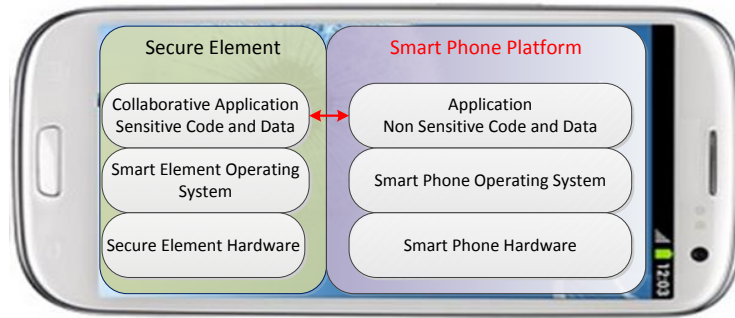 Secure Element
Smart Phone Platform
Collaborative Application
Sensitive Code and Data
Application
Non Sensitive Code and Data
Smart Element Operating
System
Smart Phone Operating System
Secure Element Hardware
Smart Phone Hardware
12:03